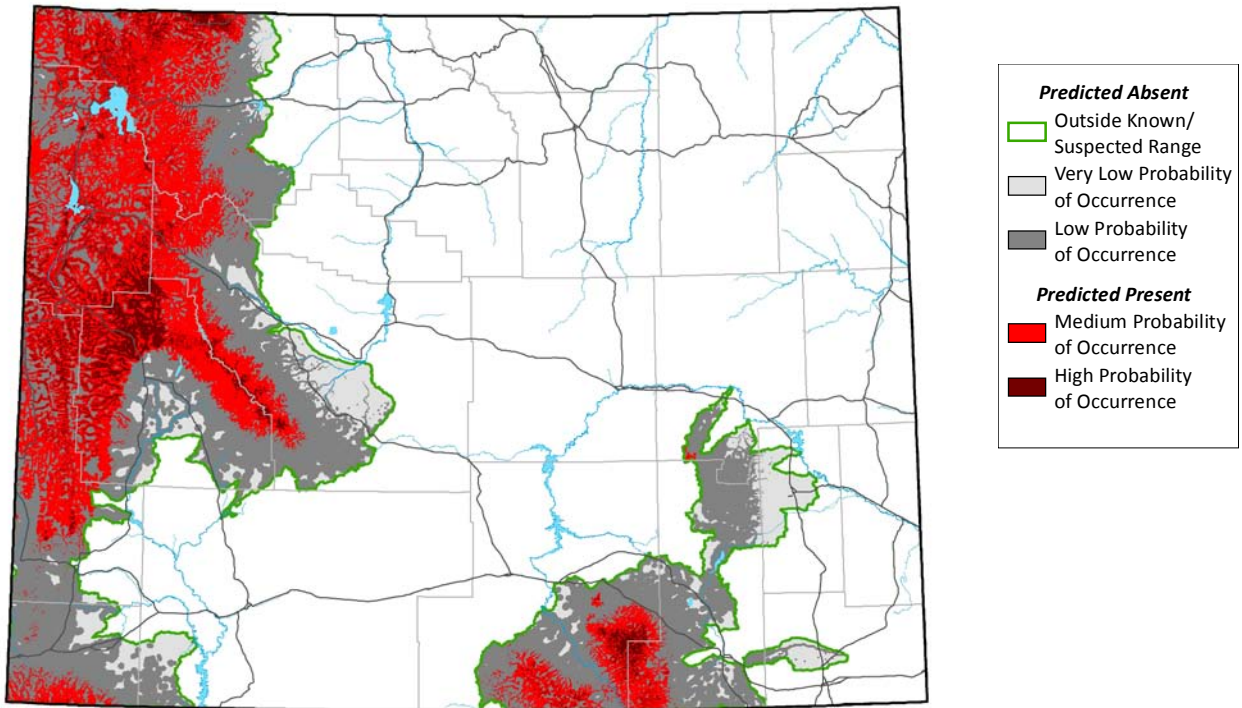 Predicted Absent
Outside Known/
Suspected Range
Very Low Probability
of Occurrence
Low Probability
of Occurrence
Predicted Present
Medium Probability
of Occurrence
High Probability
of Occurrence